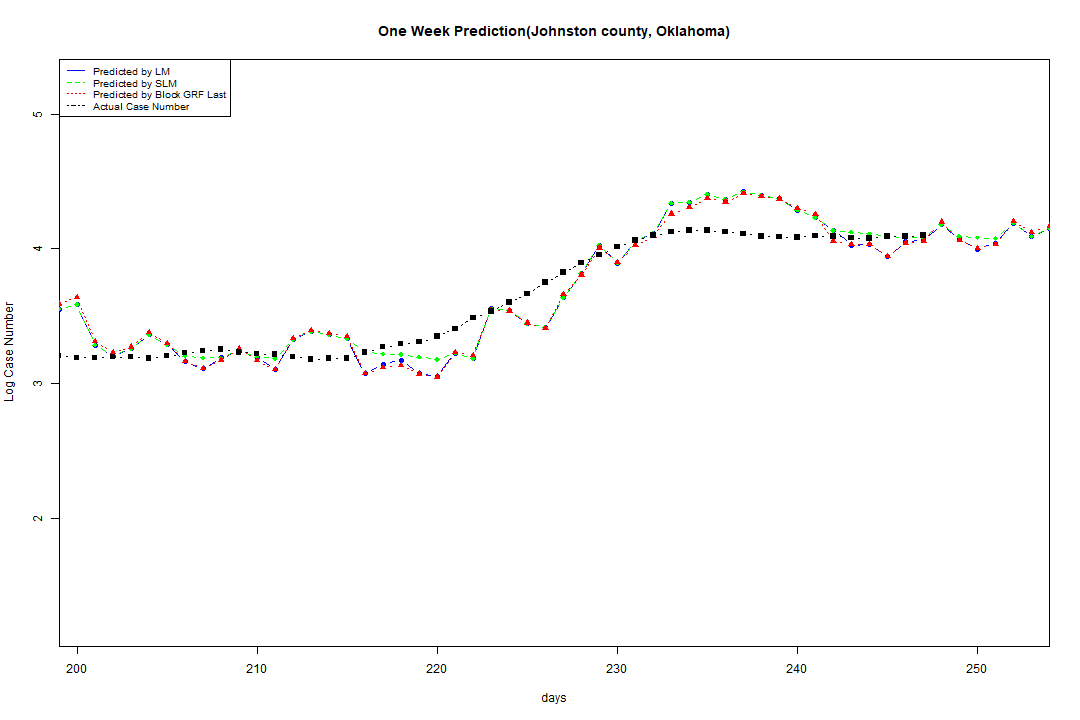 One Week Prediction(Johnston county, Oklahoma)
Predicted by LM
Predicted by SLM
Predicted by Block GRF Last
Actual Case Number
5
4
3
2
Log Case Number
200 210 220 230 240 250
days